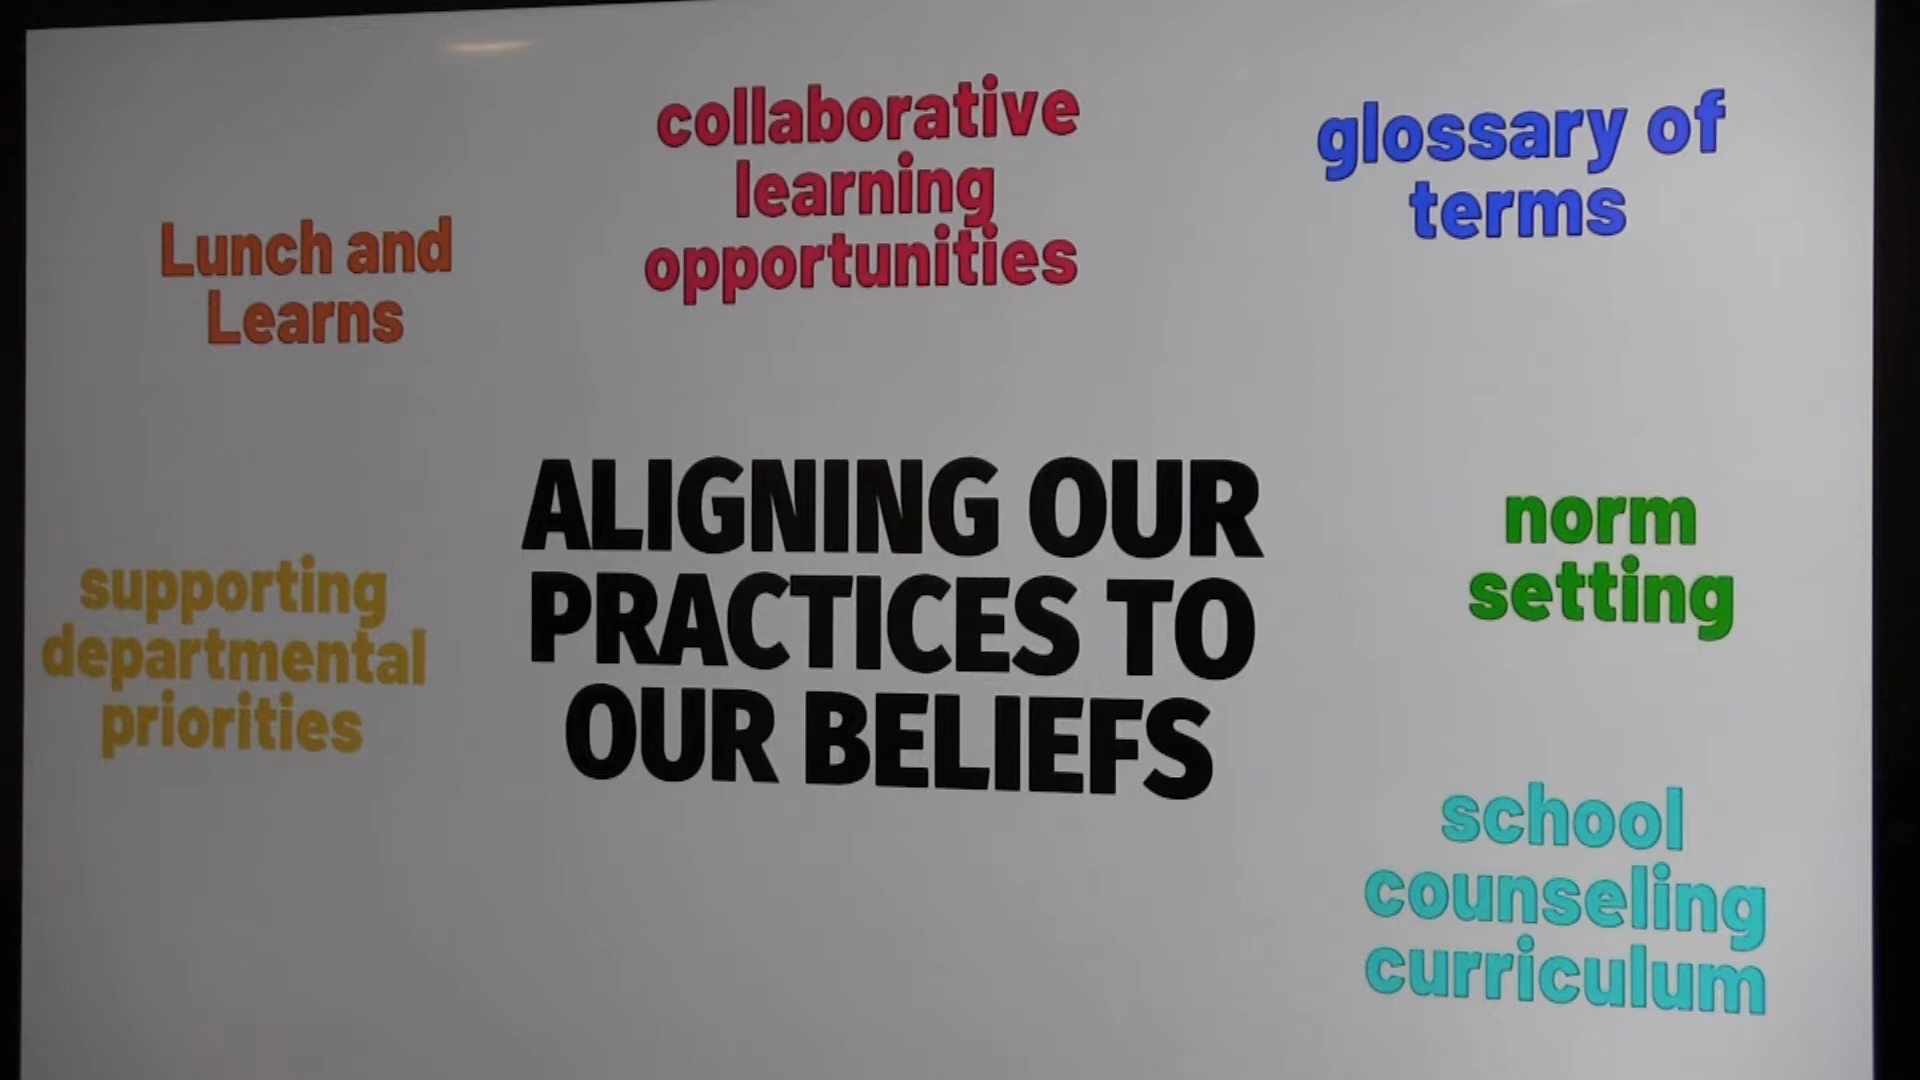 collaborative
learning
opportunities
glossary of
terms
Lunch and
Learns
ALIGNING OUR
PRACTICES TO
OUR BELIEFS
norm
setting
supporting
departmental
priorities
school
counseling
curriculum